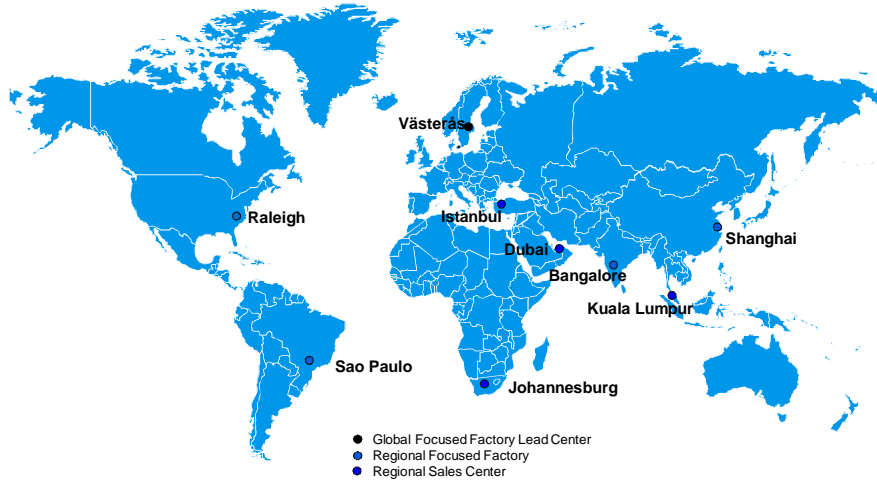 Västerås
Istanbul
Raleigh
Shanghai
Dubai
Bangalore
Kuala Lumpur
Sao Paulo
Johannesburg
Global Focused Factory Lead Center
Regional Focused Factory
Regional Sales Center